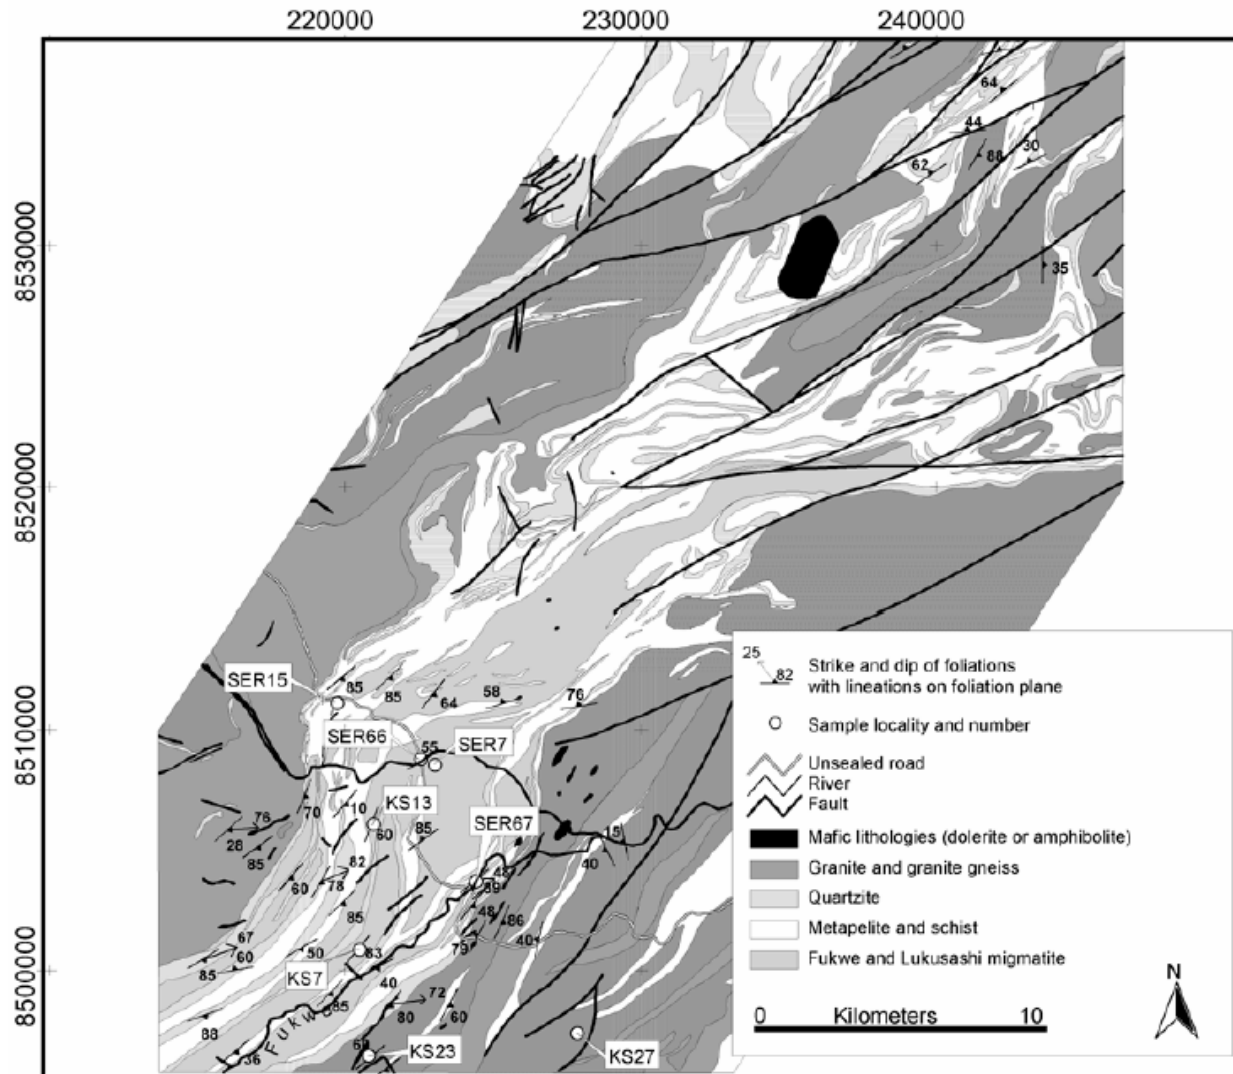 220000 230000 240000
8530000
8520000
8510000
8500000
64
44
88
30
62
35
SER15
85
85
64
58
76
SER66
55
SER7
70
10
KS13
60
85
SER67
76
28
85
60
82
78
85
48
89
48
86
79
40
15
40
67
60
85
50
83
KS7
40
85
72
80
60
88
36
FUKWE
KS23
KS27
25
82
Strike and dip of foliations
with lineations on foliation plane
Sample locality and number
Unsealed road
River
Fault
Mafic lithologies (dolerite or amphibolite)
Granite and granite gneiss
Quartzite
Metapelite and schist
Fukwe and Lukusashi migmatite
N
0 Kilometers 10